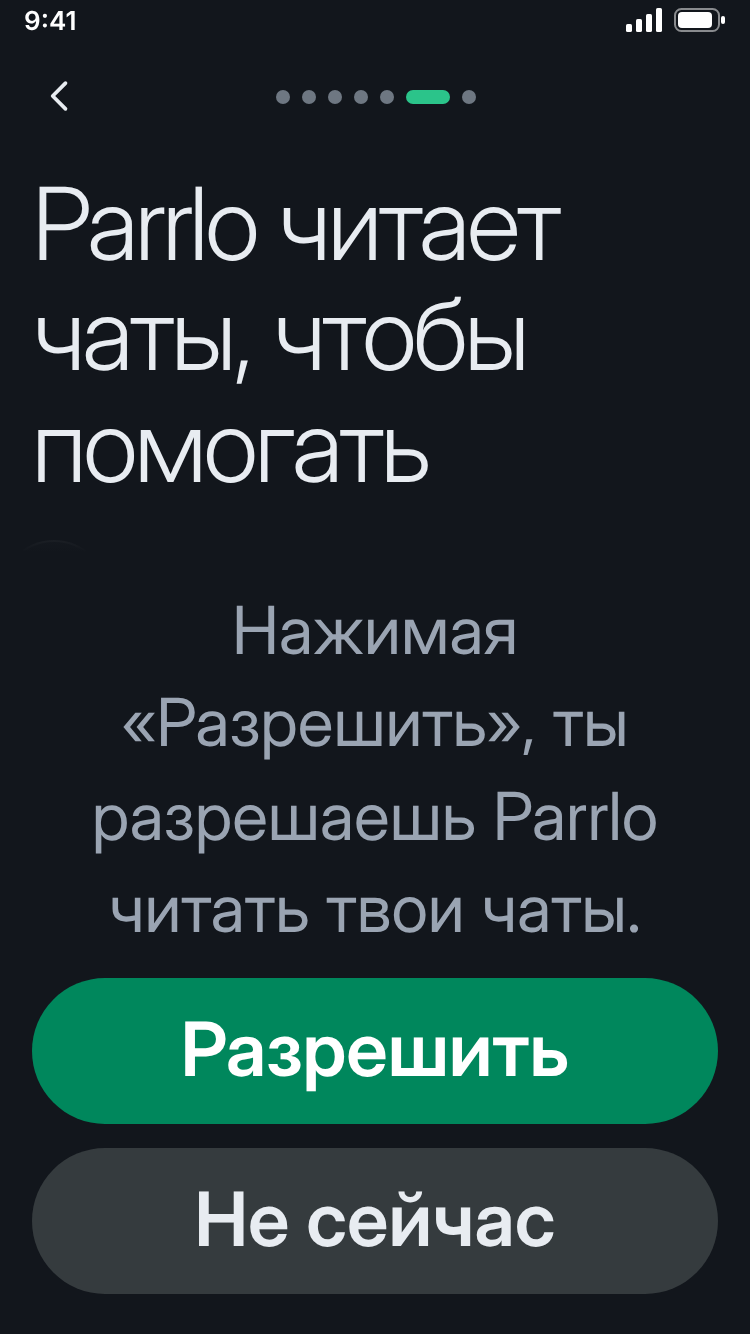 9:41
Parrlo читает
чаты, чтобы
помогать
Нажимая
«Разрешить», ты
разрешаешь Parrlo
читать твои чаты.
Разрешить
Не сейчас